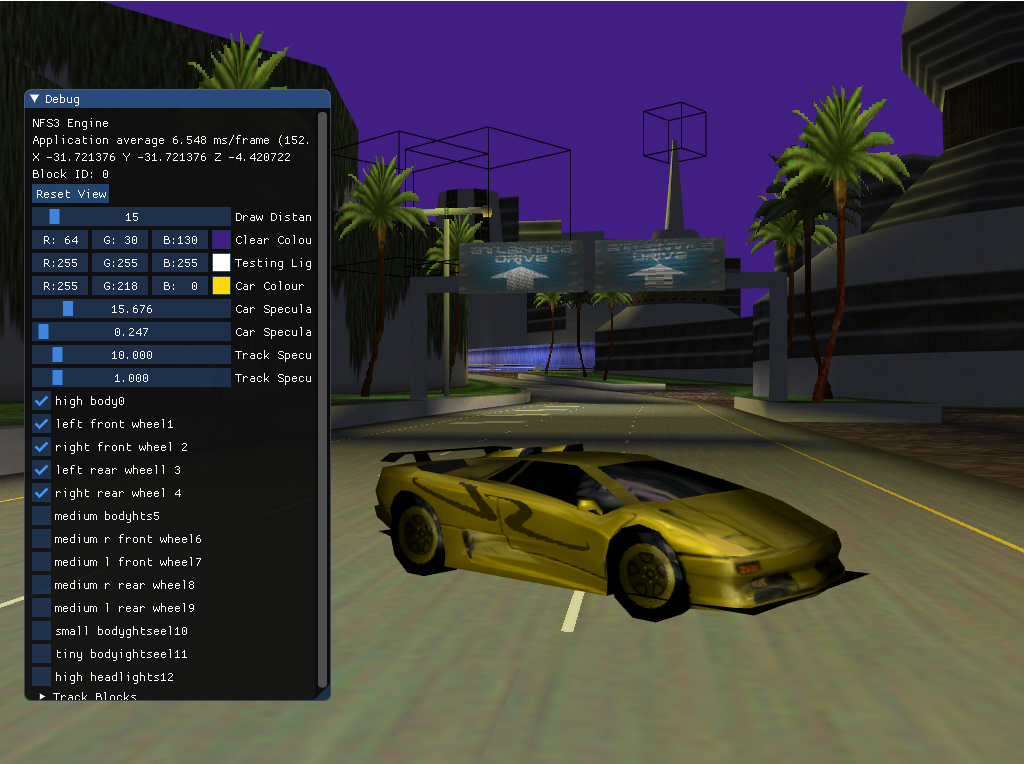 Debug
NFS3 Engine
Application average 6.548 ms/frame (152.
X -31.721376 Y -31.721376 Z -4.420722
Block ID: 0
Reset View
15 Draw Distan
R: 64 G: 30 B:130 Clear Colou
R:255 G:255 B:255 Testing Lig
R:255 G:218 B: 0 Car Colour
15.676 Car Specula
0.247 Car Specula
10.000 Track Specu
1.000 Track Specu
high body0
left front wheel1
right front wheel 2
left rear wheell 3
right rear wheel 4
medium bodyhts5
medium r front wheel6
medium l front wheel7
medium r rear wheel8
medium l rear wheel9
small bodyghtseel10
tiny bodyightseel11
high headlights12
Track Blocks
DRIVE DRIVE